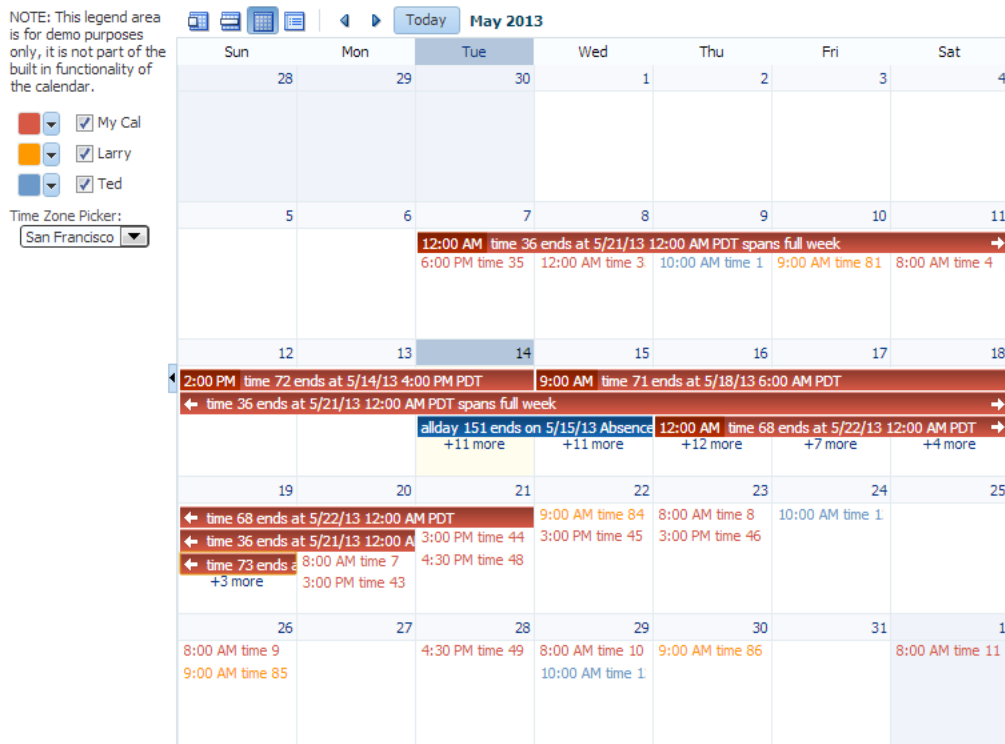 NOTE: This legend area
is for demo purposes
only, it is not part of the
built in functionality of
the calendar.
My Cal
Larry
Ted
Time Zone Picker:
San Francisco
Today May 2013
Sun Mon Tue Wed Thu Fri Sat
28 29 30 1 2 3 4
5 6 7 8 9 10 11
12:00 AM time 36 ends at 5/21/13 12:00 AM PDT spans full week
6:00 PM time 35 12:00 AM time 3 10:00 AM time 1 9:00 AM time 81 8:00 AM time 4
12 13 14 15 16 17 18
2:00 PM time 72 ends at 5/14/13 4:00 PM PDT 9:00 AM time 71 ends at 5/18/13 6:00 AM PDT
time 36 ends at 5/21/13 12:00 AM PDT spans full week
allday 151 ends on 5/15/13 Absence 12:00 AM time 68 ends at 5/22/13 12:00 AM PDT
+11 more +11 more +12 more +7 more +4 more
19 20 21 22 23 24 25
time 68 ends at 5/22/13 12:00 AM PDT 9:00 AM time 84 8:00 AM time 8 10:00 AM time 1
time 36 ends at 5/21/13 12:00 A 3:00 PM time 44 3:00 PM time 45 3:00 PM time 46
time 73 ends a 8:00 AM time 7 4:30 PM time 48
+3 more 3:00 PM time 43
26 27 28 29 30 31 1
8:00 AM time 9 4:30 PM time 49 8:00 AM time 10 9:00 AM time 86 8:00 AM time 11
9:00 AM time 85 10:00 AM time 1